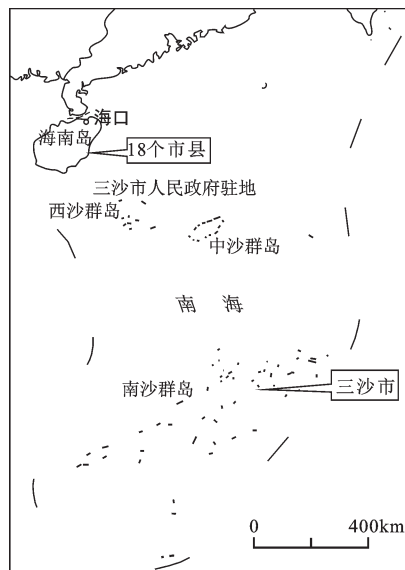 海口
海南岛
18个市县
三沙市人民政府驻地
西沙群岛
中沙群岛
南海
南沙群岛
三沙市
0 400km